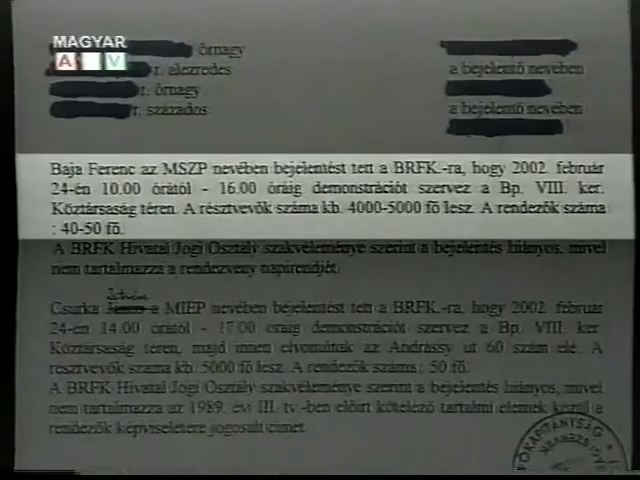 MAGYAR
ATV
őrnagy
r. alezredes
a bejelentő nevében
r. őrnagy
r. százados
a bejelentő nevében
Baja Ferenc az MSZP nevében bejelentést tett a BRFK.-ra, hogy 2002. február
24-én 10.00 órától - 16.00 óráig demonstrációt szervez a Bp. VIII. ker.
Köztársaság téren. A résztvevők száma kb. 4000-5000 fő lesz. A rendezők száma
: 40-50 fő.
A BRFK Hivatal Jogi Osztály szakvéleménye szerint a bejelentés hiányos, mivel
nem tartalmazza a rendezvény napirendjét.
István
Csurka János a MIEP nevében bejelentést tett a BRFK.-ra, hogy 2002. február
24-én 14.00 órától - 17.00 óráig demonstrációt szervez a Bp. VIII. ker.
Köztársaság téren, majd innen elvonulnak az Andrássy út 60 szám elé. A
résztvevők száma kb. 5000 fő lesz. A rendezők száma : 50 fő.
A BRFK Hivatal Jogi Osztály szakvéleménye szerint a bejelentés hiányos, mivel
nem tartalmazza az 1989. évi III. tv.-ben előírt kötelező tartalmi elemek közül a
rendezők képviseletére jogosult címét.
FŐKAPITÁNYSÁG